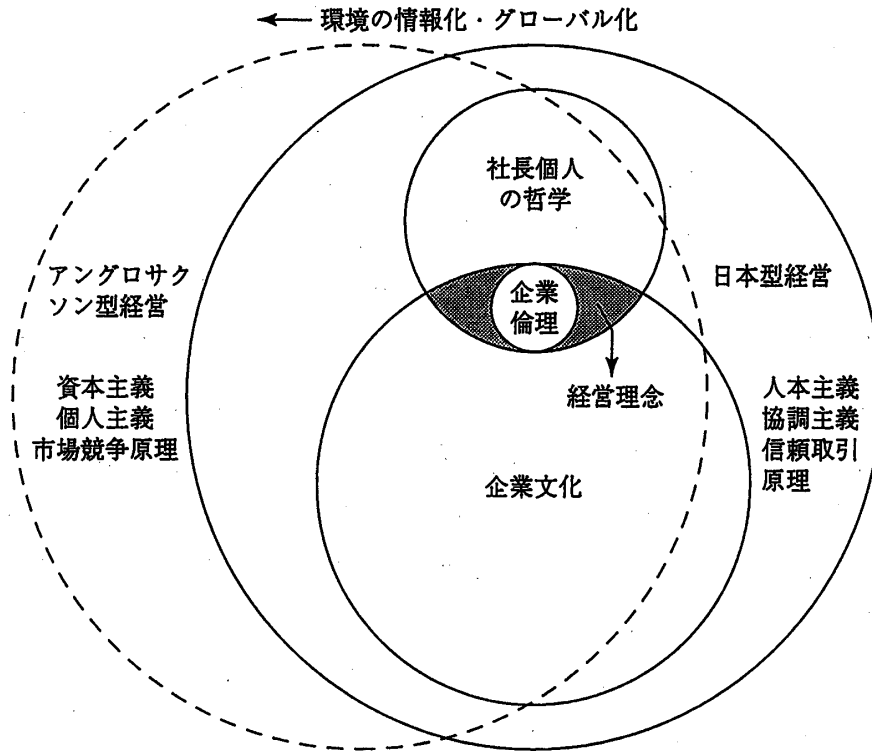 環境の情報化・グローバル化
社長個人
の哲学
アングロサク
ソン型経営
日本型経営
企業
倫理
経営理念
資本主義
個人主義
市場競争原理
人本主義
協調主義
信頼取引
原理
企業文化